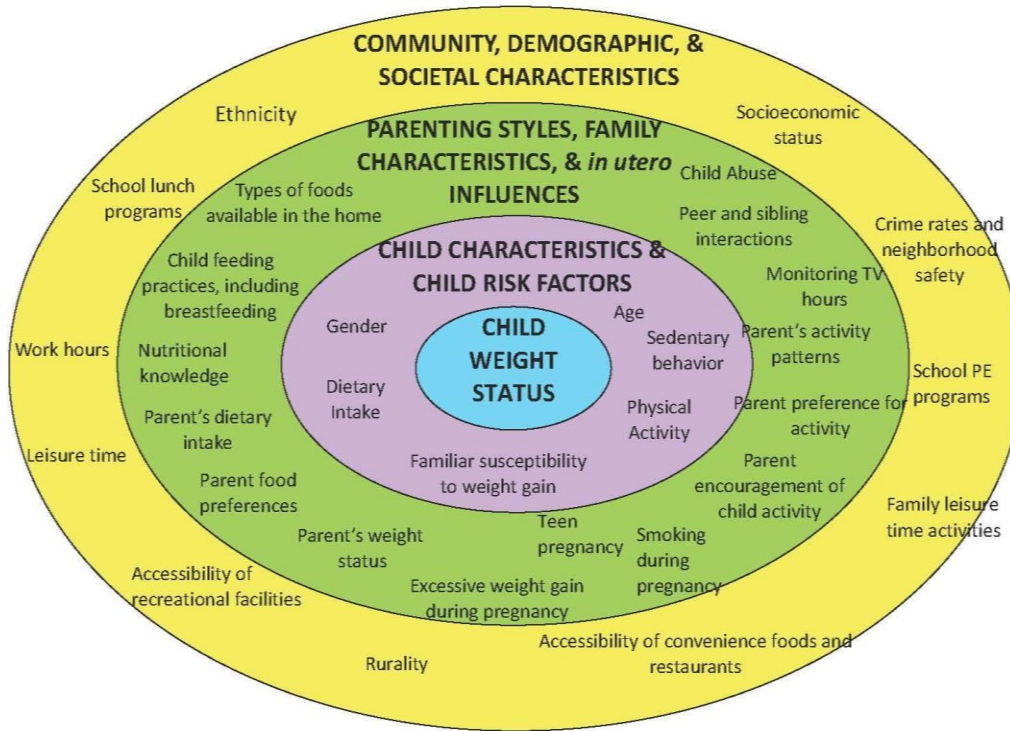 COMMUNITY, DEMOGRAPHIC, &
SOCIETAL CHARACTERISTICS
Ethnicity
Socioeconomic
status
School lunch
programs
Crime rates and
neighborhood
safety
Work hours
School PE
programs
Leisure time
Family leisure
time activities
Accessibility of
recreational facilities
Rurality
Accessibility of convenience foods and
restaurants
PARENTING STYLES, FAMILY
CHARACTERISTICS, & in utero
INFLUENCES
Types of foods
available in the home
Child Abuse
Peer and sibling
interactions
Child feeding
practices, including
breastfeeding
Monitoring TV
hours
Nutritional
knowledge
Parent's activity
patterns
Parent's dietary
intake
Parent preference for
activity
Parent food
preferences
Parent
encouragement of
child activity
Parent's weight
status
Teen
pregnancy
Smoking
during
pregnancy
Excessive weight gain
during pregnancy
CHILD CHARACTERISTICS &
CHILD RISK FACTORS
Gender
Age
Sedentary
behavior
Dietary
Intake
Physical
Activity
Familiar susceptibility
to weight gain
CHILD
WEIGHT
STATUS